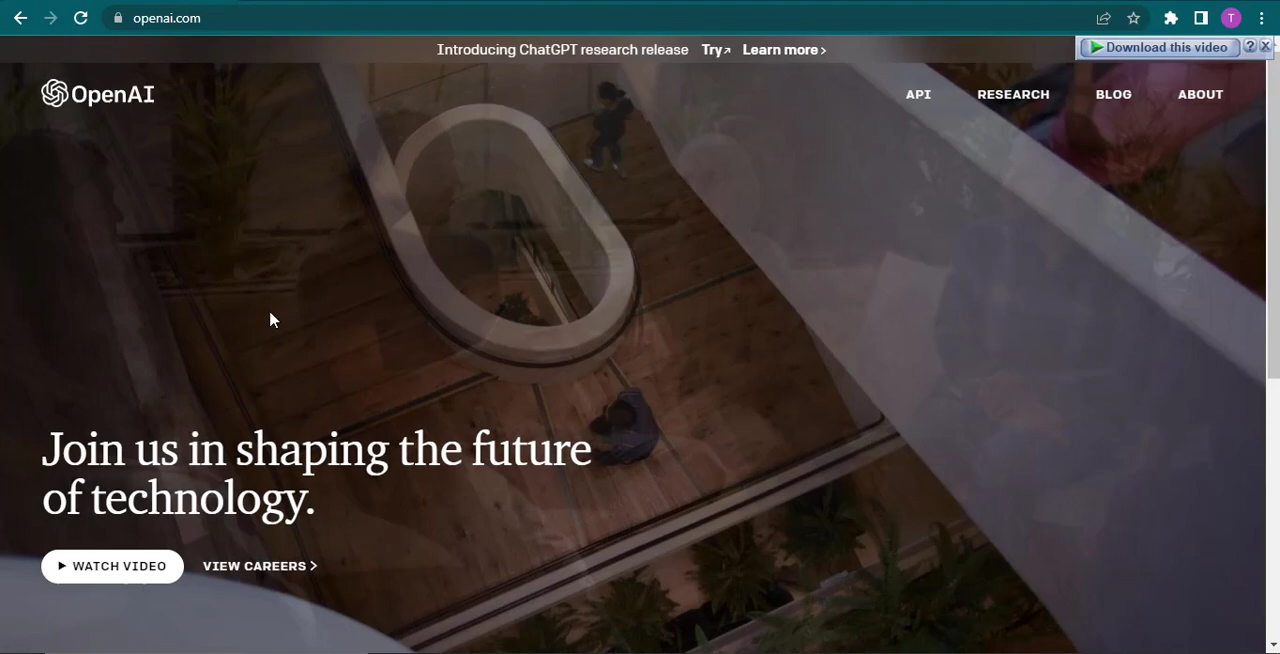 openai.com
T
Introducing ChatGPT research release Try↗ Learn more ›
Download this video ? X
OpenAI
API RESEARCH BLOG ABOUT
Join us in shaping the future
of technology.
WATCH VIDEO VIEW CAREERS ›